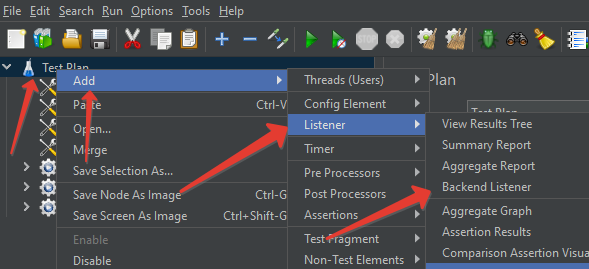 File Edit Search Run Options Tools Help
Test Plan
Add
Paste Ctrl-V
Open...
Merge
Save Selection As...
Save Node As Image Ctrl-G
Save Screen As Image Ctrl+Shift-G
Enable
Disable
Threads (Users)
Config Element
Listener
Timer
Pre Processors
Post Processors
Assertions
Test Fragment
Non-Test Elements
Plan
Test Plan
View Results Tree
Summary Report
Aggregate Report
Backend Listener
Aggregate Graph
Assertion Results
Comparison Assertion Visua